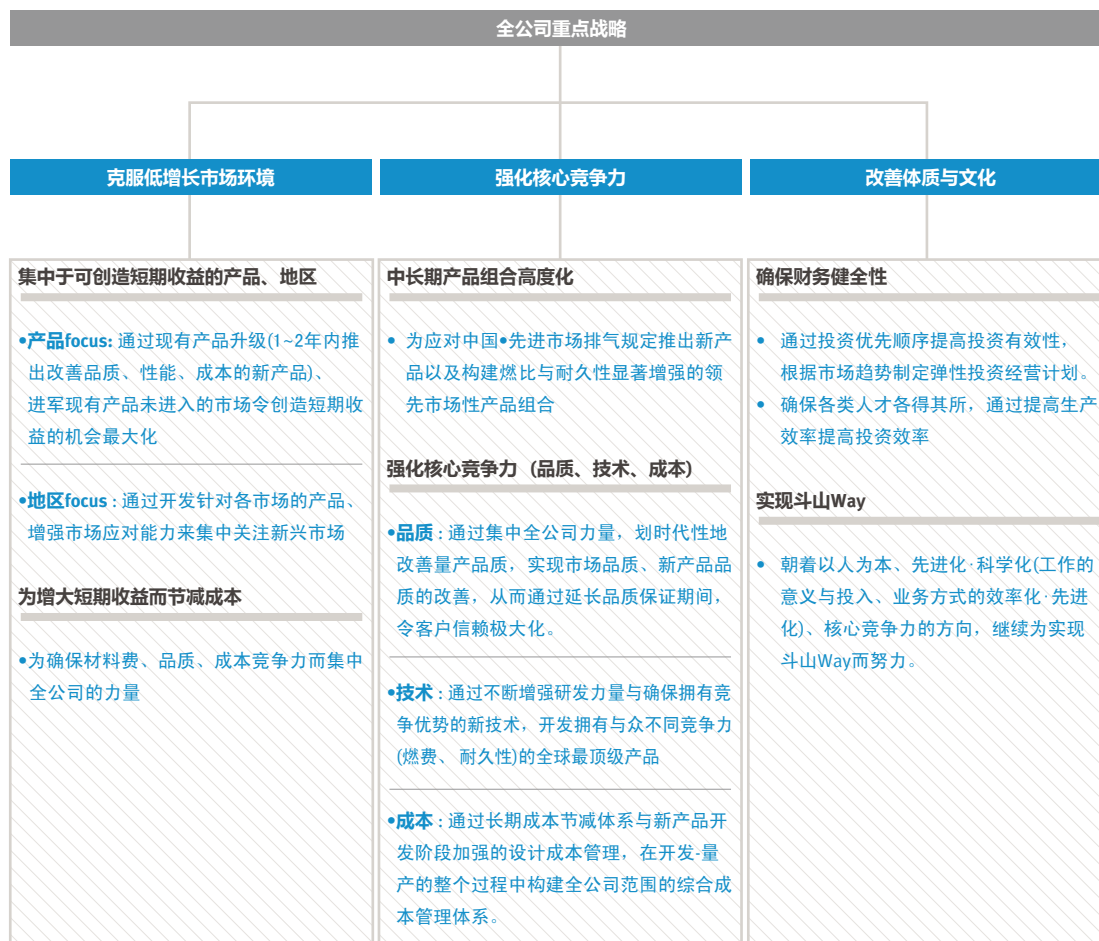 全公司重点战略
克服低增长市场环境
集中于可创造短期收益的产品、地区
•产品focus: 通过现有产品升级(1~2年内推
出改善品质、性能、成本的新产品)、
进军现有产品未进入的市场令创造短期收
益的机会最大化
•地区focus : 通过开发针对各市场的产品、
增强市场应对能力来集中关注新兴市场
为增大短期收益而节减成本
•为确保材料费、品质、成本竞争力而集中
全公司的力量
强化核心竞争力
中长期产品组合高度化
• 为应对中国•先进市场排气规定推出新产
品以及构建燃比与耐久性显著增强的领
先市场性产品组合
强化核心竞争力（品质、技术、成本）
•品质 : 通过集中全公司力量，划时代性地
改善量产品质，实现市场品质、新产品品
质的改善，从而通过延长品质保证期间，
令客户信赖极大化。
•技术 : 通过不断增强研发力量与确保拥有竞
争优势的新技术，开发拥有与众不同竞争力
(燃费、 耐久性)的全球最顶级产品
•成本 : 通过长期成本节减体系与新产品开
发阶段加强的设计成本管理，在开发-量
产的整个过程中构建全公司范围的综合成
本管理体系。
改善体质与文化
确保财务健全性
• 通过投资优先顺序提高投资有效性，
根据市场趋势制定弹性投资经营计划。
• 确保各类人才各得其所，通过提高生产
效率提高投资效率
实现斗山Way
• 朝着以人为本、先进化·科学化(工作的
意义与投入、业务方式的效率化·先进
化)、核心竞争力的方向，继续为实现
斗山Way而努力。